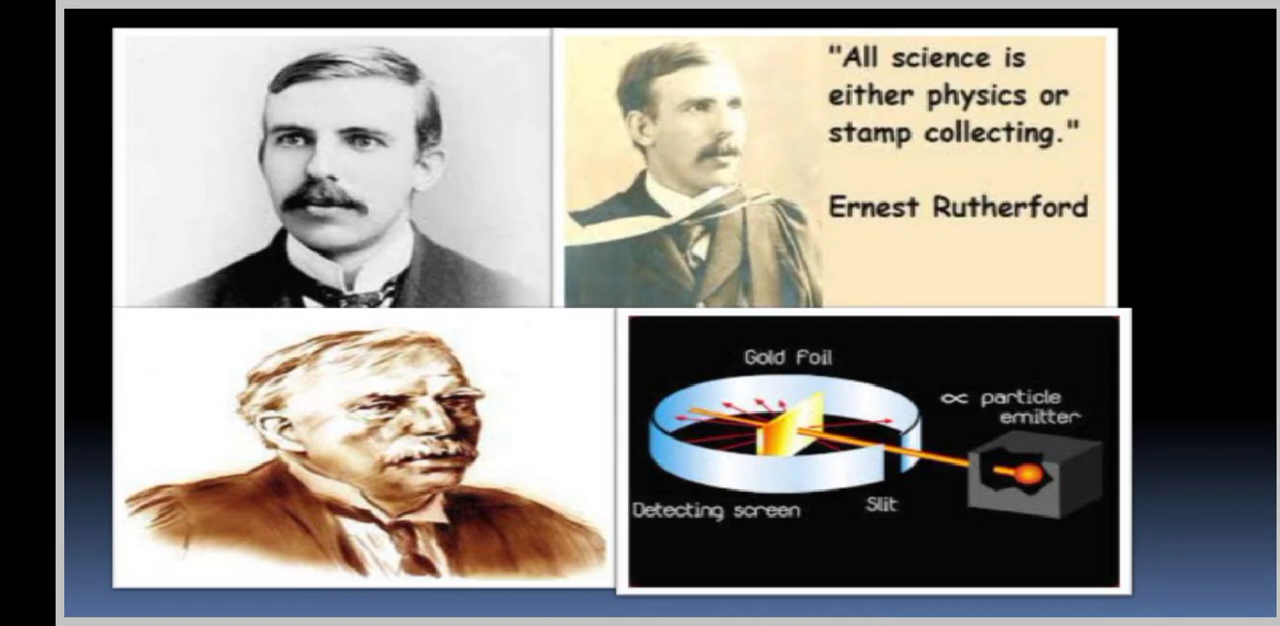 "All science is
either physics or
stamp collecting."
Ernest Rutherford
Gold Foil
∝ particle
emitter
Detecting screen
Slit